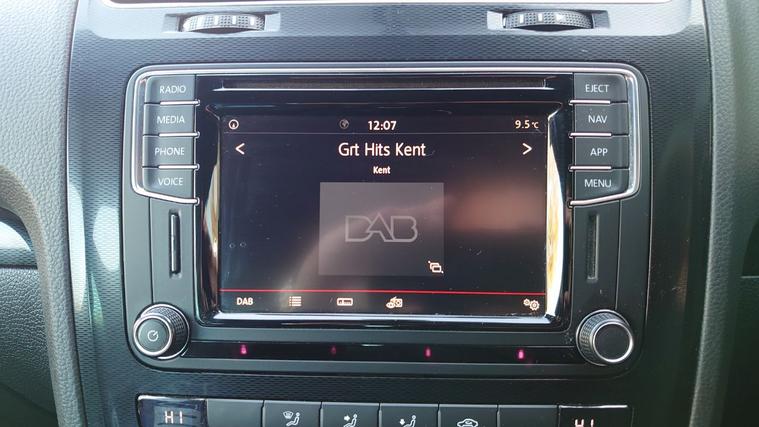 RADIO
MEDIA
PHONE
VOICE
EJECT
NAV
APP
MENU
12:07
9.5°C
< Grt Hits Kent >
Kent
DAB
DAB
HI
HI